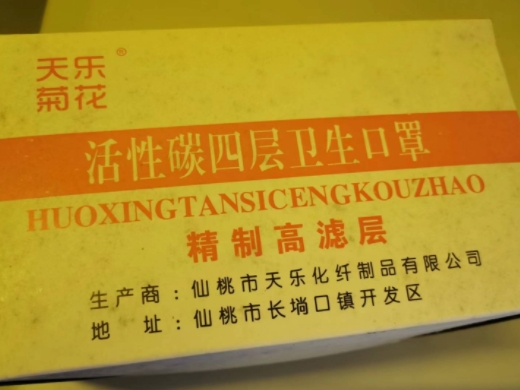 天乐®
菊花
活性碳四层卫生口罩
HUOXINGTANSICENGKOUZHAO
精制高滤层
生产商：仙桃市天乐化纤制品有限公司
地 址：仙桃市长埫口镇开发区